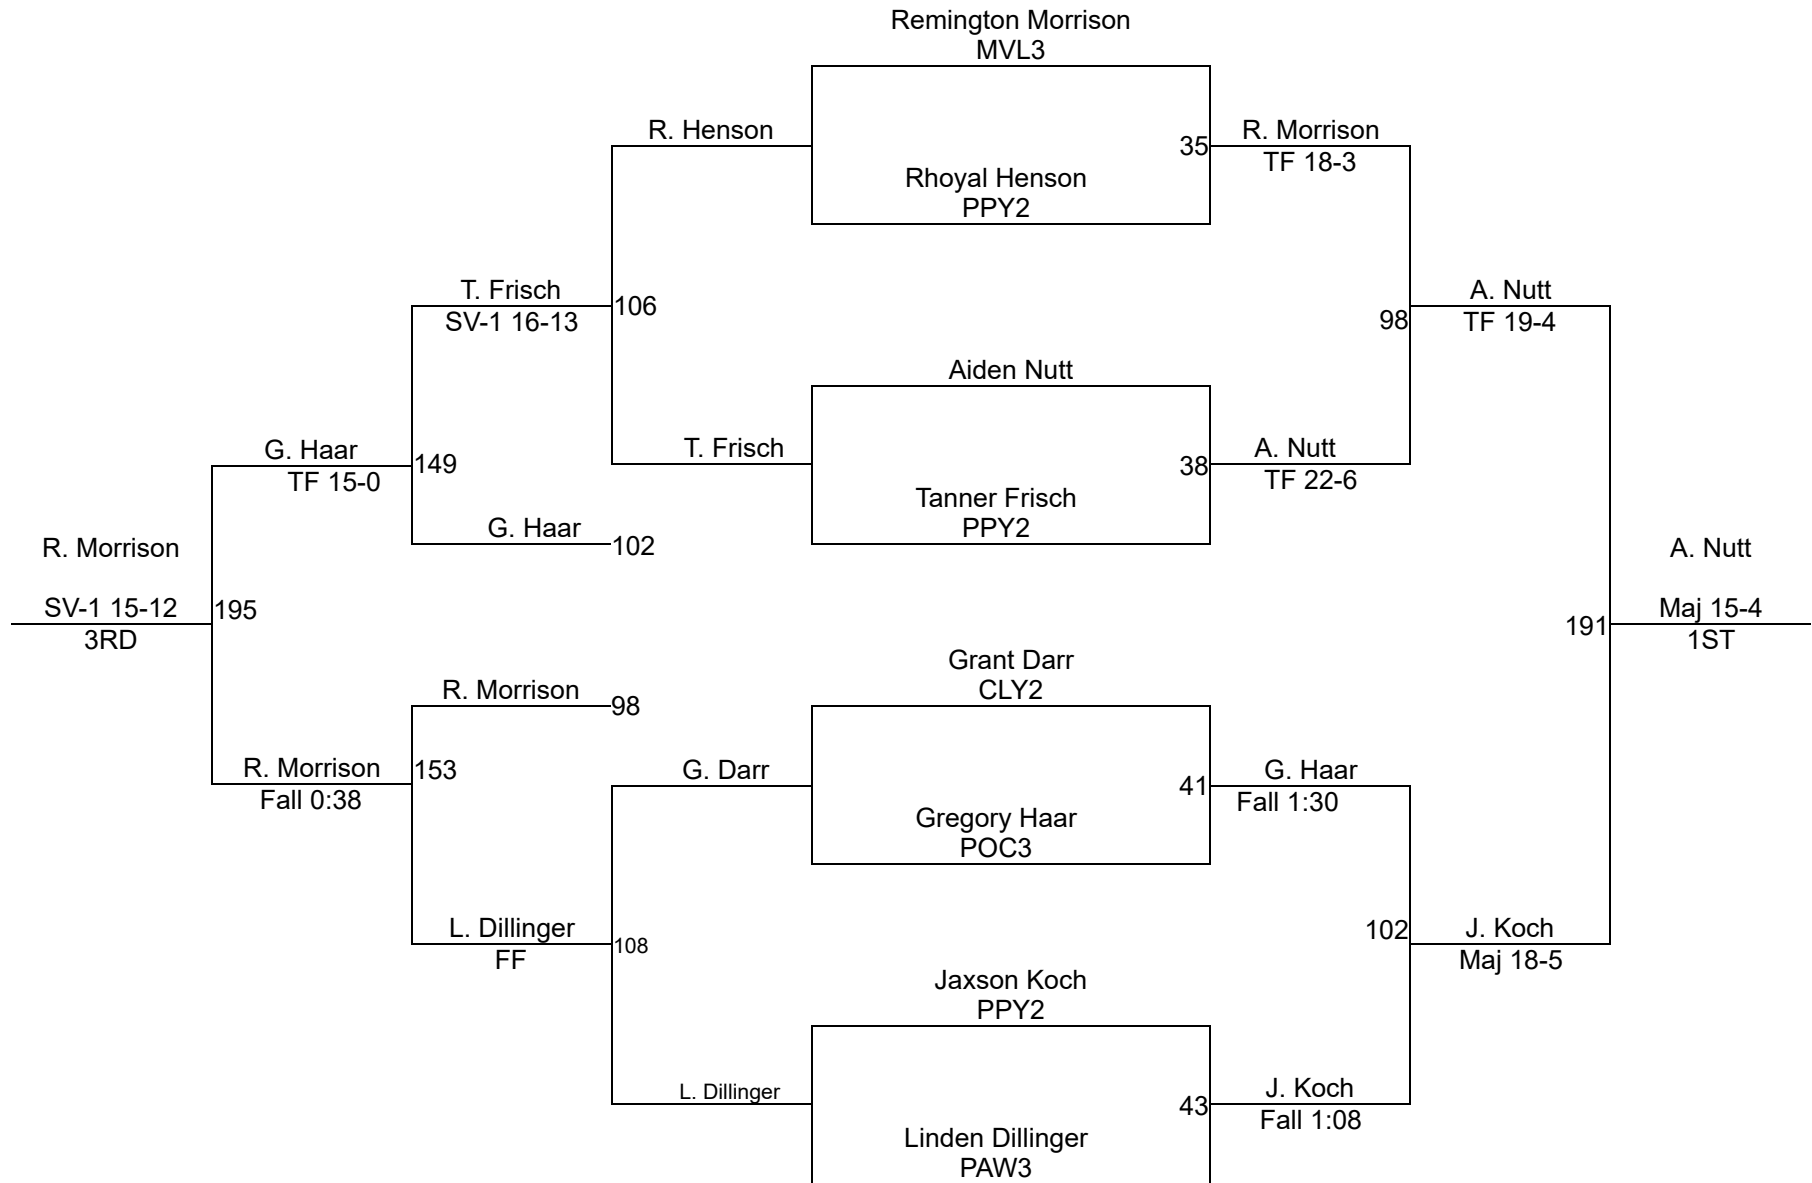 Remington Morrison
MVL3
R. Henson
35
R. Morrison
TF 18-3
Rhoyal Henson
PPY2
T. Frisch
SV-1 16-13
106
98
A. Nutt
TF 19-4
Aiden Nutt
G. Haar
TF 15-0
149
T. Frisch
38
A. Nutt
TF 22-6
Tanner Frisch
PPY2
G. Haar
102
R. Morrison
SV-1 15-12
3RD
195
191
A. Nutt
Maj 15-4
1ST
Grant Darr
CLY2
R. Morrison
98
R. Morrison
Fall 0:38
153
G. Darr
41
G. Haar
Fall 1:30
Gregory Haar
POC3
L. Dillinger
FF
108
102
J. Koch
Maj 18-5
Jaxson Koch
PPY2
L. Dillinger
43
J. Koch
Fall 1:08
Linden Dillinger
PAW3